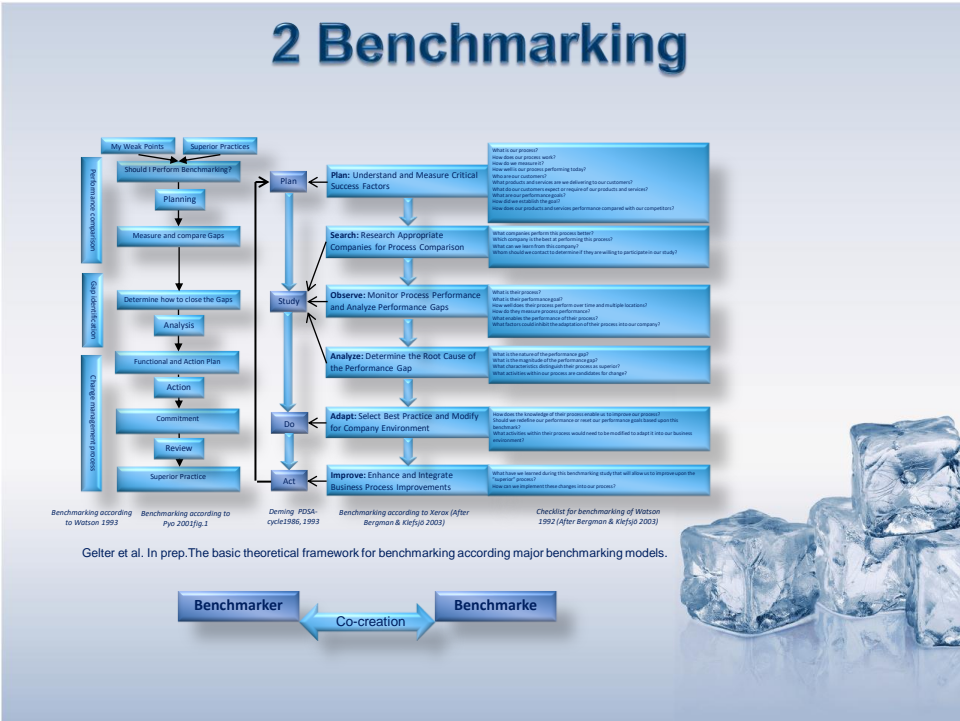 2 Benchmarking
My Weak Points
Superior Practices
Should I Perform Benchmarking?
Planning
Measure and compare Gaps
Determine how to close the Gaps
Analysis
Functional and Action Plan
Action
Commitment
Review
Superior Practice
Performance comparison
Gap identification
Change management process
Plan
Study
Do
Act
Plan: Understand and Measure Critical
Success Factors
Search: Research Appropriate
Companies for Process Comparison
Observe: Monitor Process Performance
and Analyze Performance Gaps
Analyze: Determine the Root Cause of
the Performance Gap
Adapt: Select Best Practice and Modify
for Company Environment
Improve: Enhance and Integrate
Business Process Improvements
What is our process?
How does our process work?
How do we measure it?
How well is our process performing today?
Who are our customers?
What products and services are we delivering to our customers?
What do our customers expect or require of our products and services?
What are our performance goals?
How did we establish the goal?
How does our products and services performance compared with our competitors?
What companies perform this process better?
Which company is the best at performing this process?
What can we learn from this company?
Whom should we contact to determine if they are willing to participate in our study?
What is their process?
What is their performance goal?
How well does their process perform over time and multiple locations?
How do they measure process performance?
What enables the performance of their process?
What factors could inhibit the adaptation of their process into our company?
What is the nature of the performance gap?
What is the magnitude of the performance gap?
What characteristics distinguish their process as superior?
What activities within our process are candidates for change?
How does the knowledge of their process enable us to improve our process?
Should we redefine our performance or reset our performance goals based upon this
benchmark?
What activities within their process would need to be modified to adapt it into our business
environment?
What have we learned during this benchmarking study that will allow us to improve upon the
"superior" process?
How can we implement these changes into our process?
Benchmarking according
to Watson 1993
Benchmarking according to
Pyo 2001fig.1
Deming PDSA-
cycle1986, 1993
Benchmarking according to Xerox (After
Bergman & Klefsjö 2003)
Checklist for benchmarking of Watson
1992 (After Bergman & Klefsjö 2003)
Gelter et al. In prep.The basic theoretical framework for benchmarking according major benchmarking models.
Benchmarker
Co-creation
Benchmarke